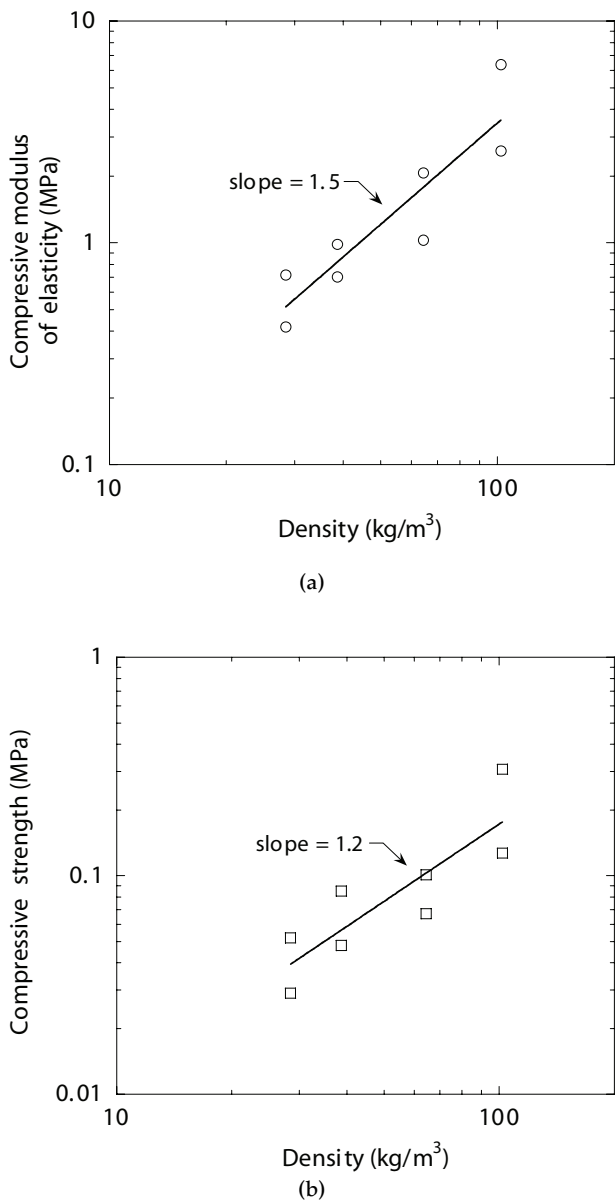 10
Compressive modulus
of elasticity (MPa)
slope = 1.5
1
0.1
10
100
Density (kg/m³)
(a)
1
Compressive strength (MPa)
slope = 1.2
0.1
0.01
10
100
Density (kg/m³)
(b)